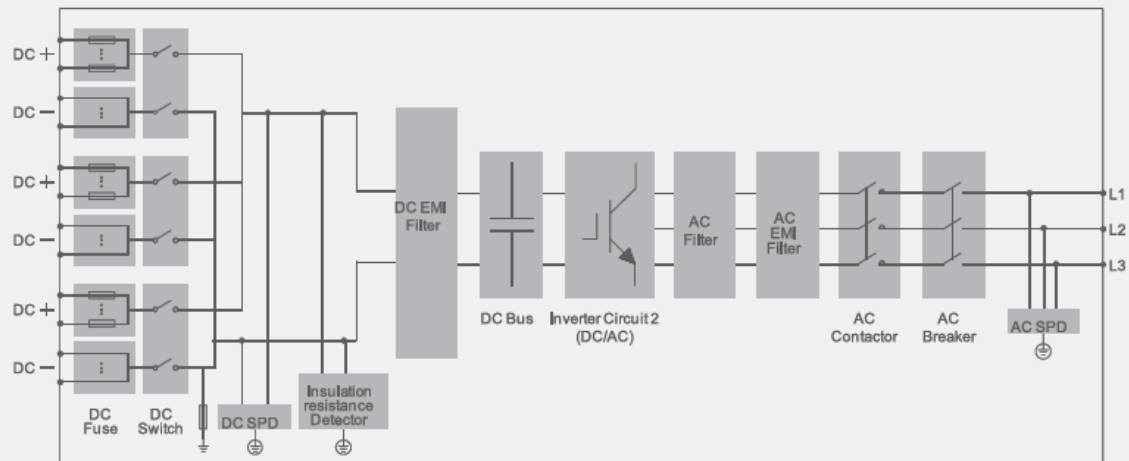 DC +
DC −
DC +
DC −
DC +
DC −
DC
Fuse
DC
Switch
DC SPD
Insulation
resistance
Detector
DC EMI
Filter
DC Bus
Inverter Circuit 2
(DC/AC)
AC
Filter
AC
EMI
Filter
AC
Contactor
AC
Breaker
AC SPD
L1
L2
L3